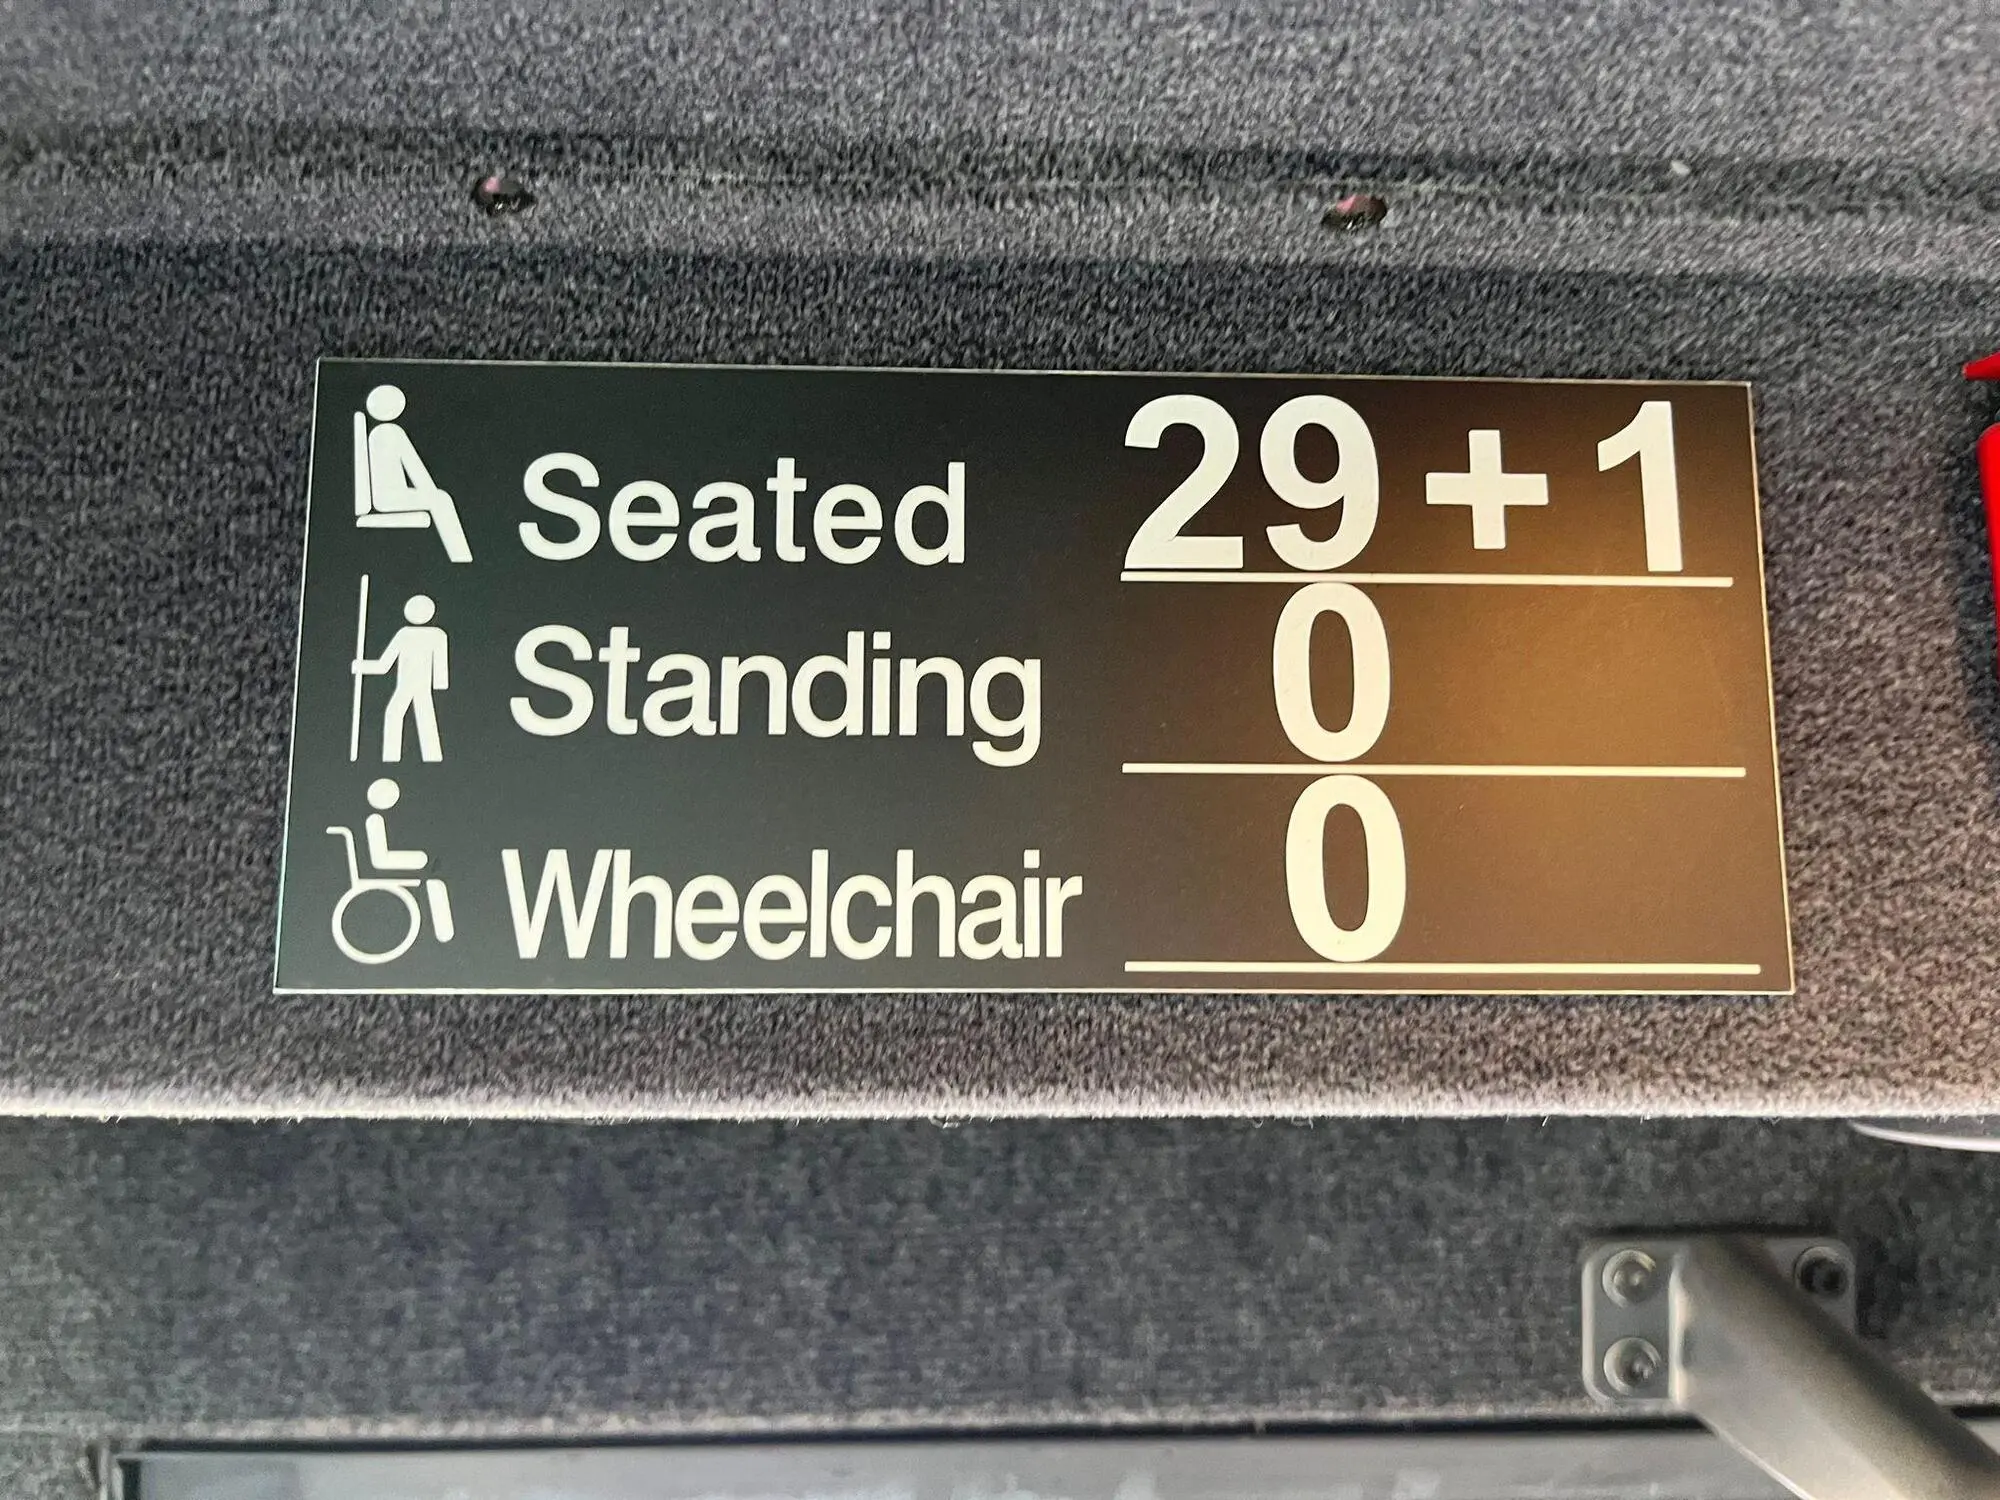 Seated 29 + 1
Standing 0
Wheelchair 0